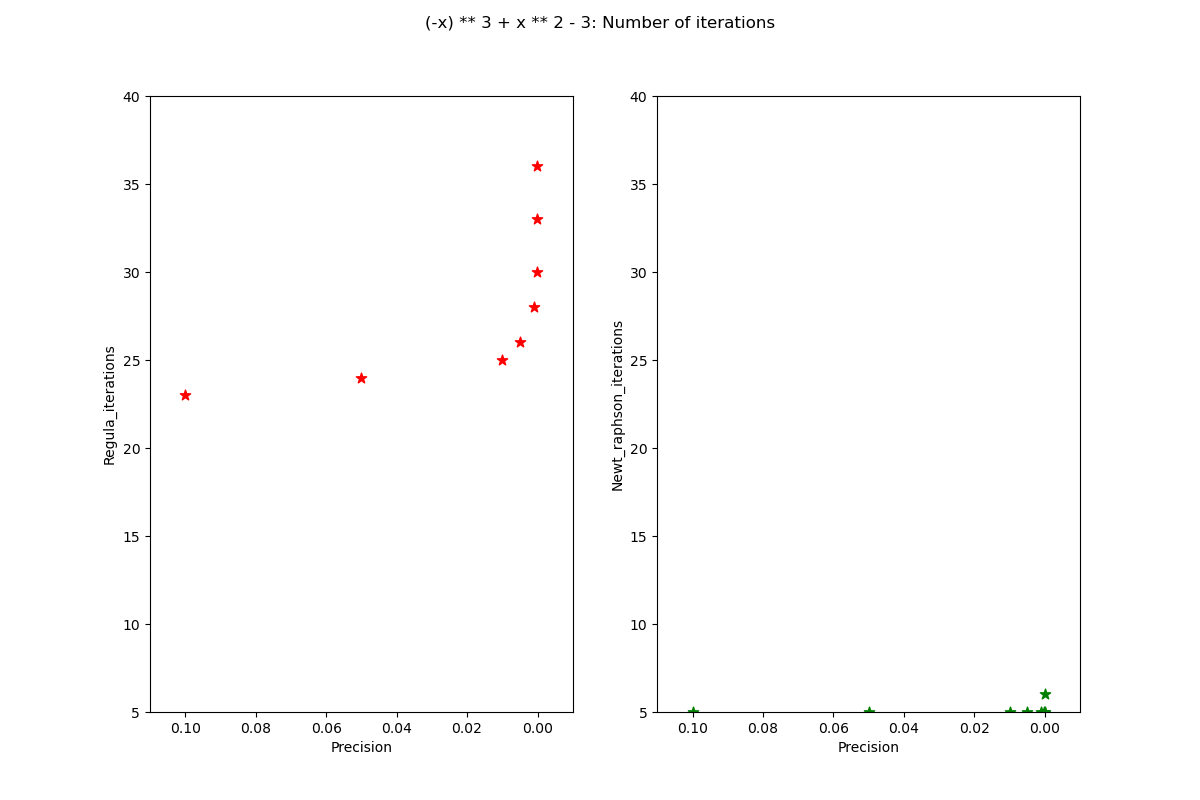 (-x) ** 3 + x ** 2 - 3: Number of iterations
Regula_iterations
40
35
30
25
20
15
10
5
0.10 0.08 0.06 0.04 0.02 0.00
Precision
Newt_raphson_iterations
40
35
30
25
20
15
10
5
0.10 0.08 0.06 0.04 0.02 0.00
Precision